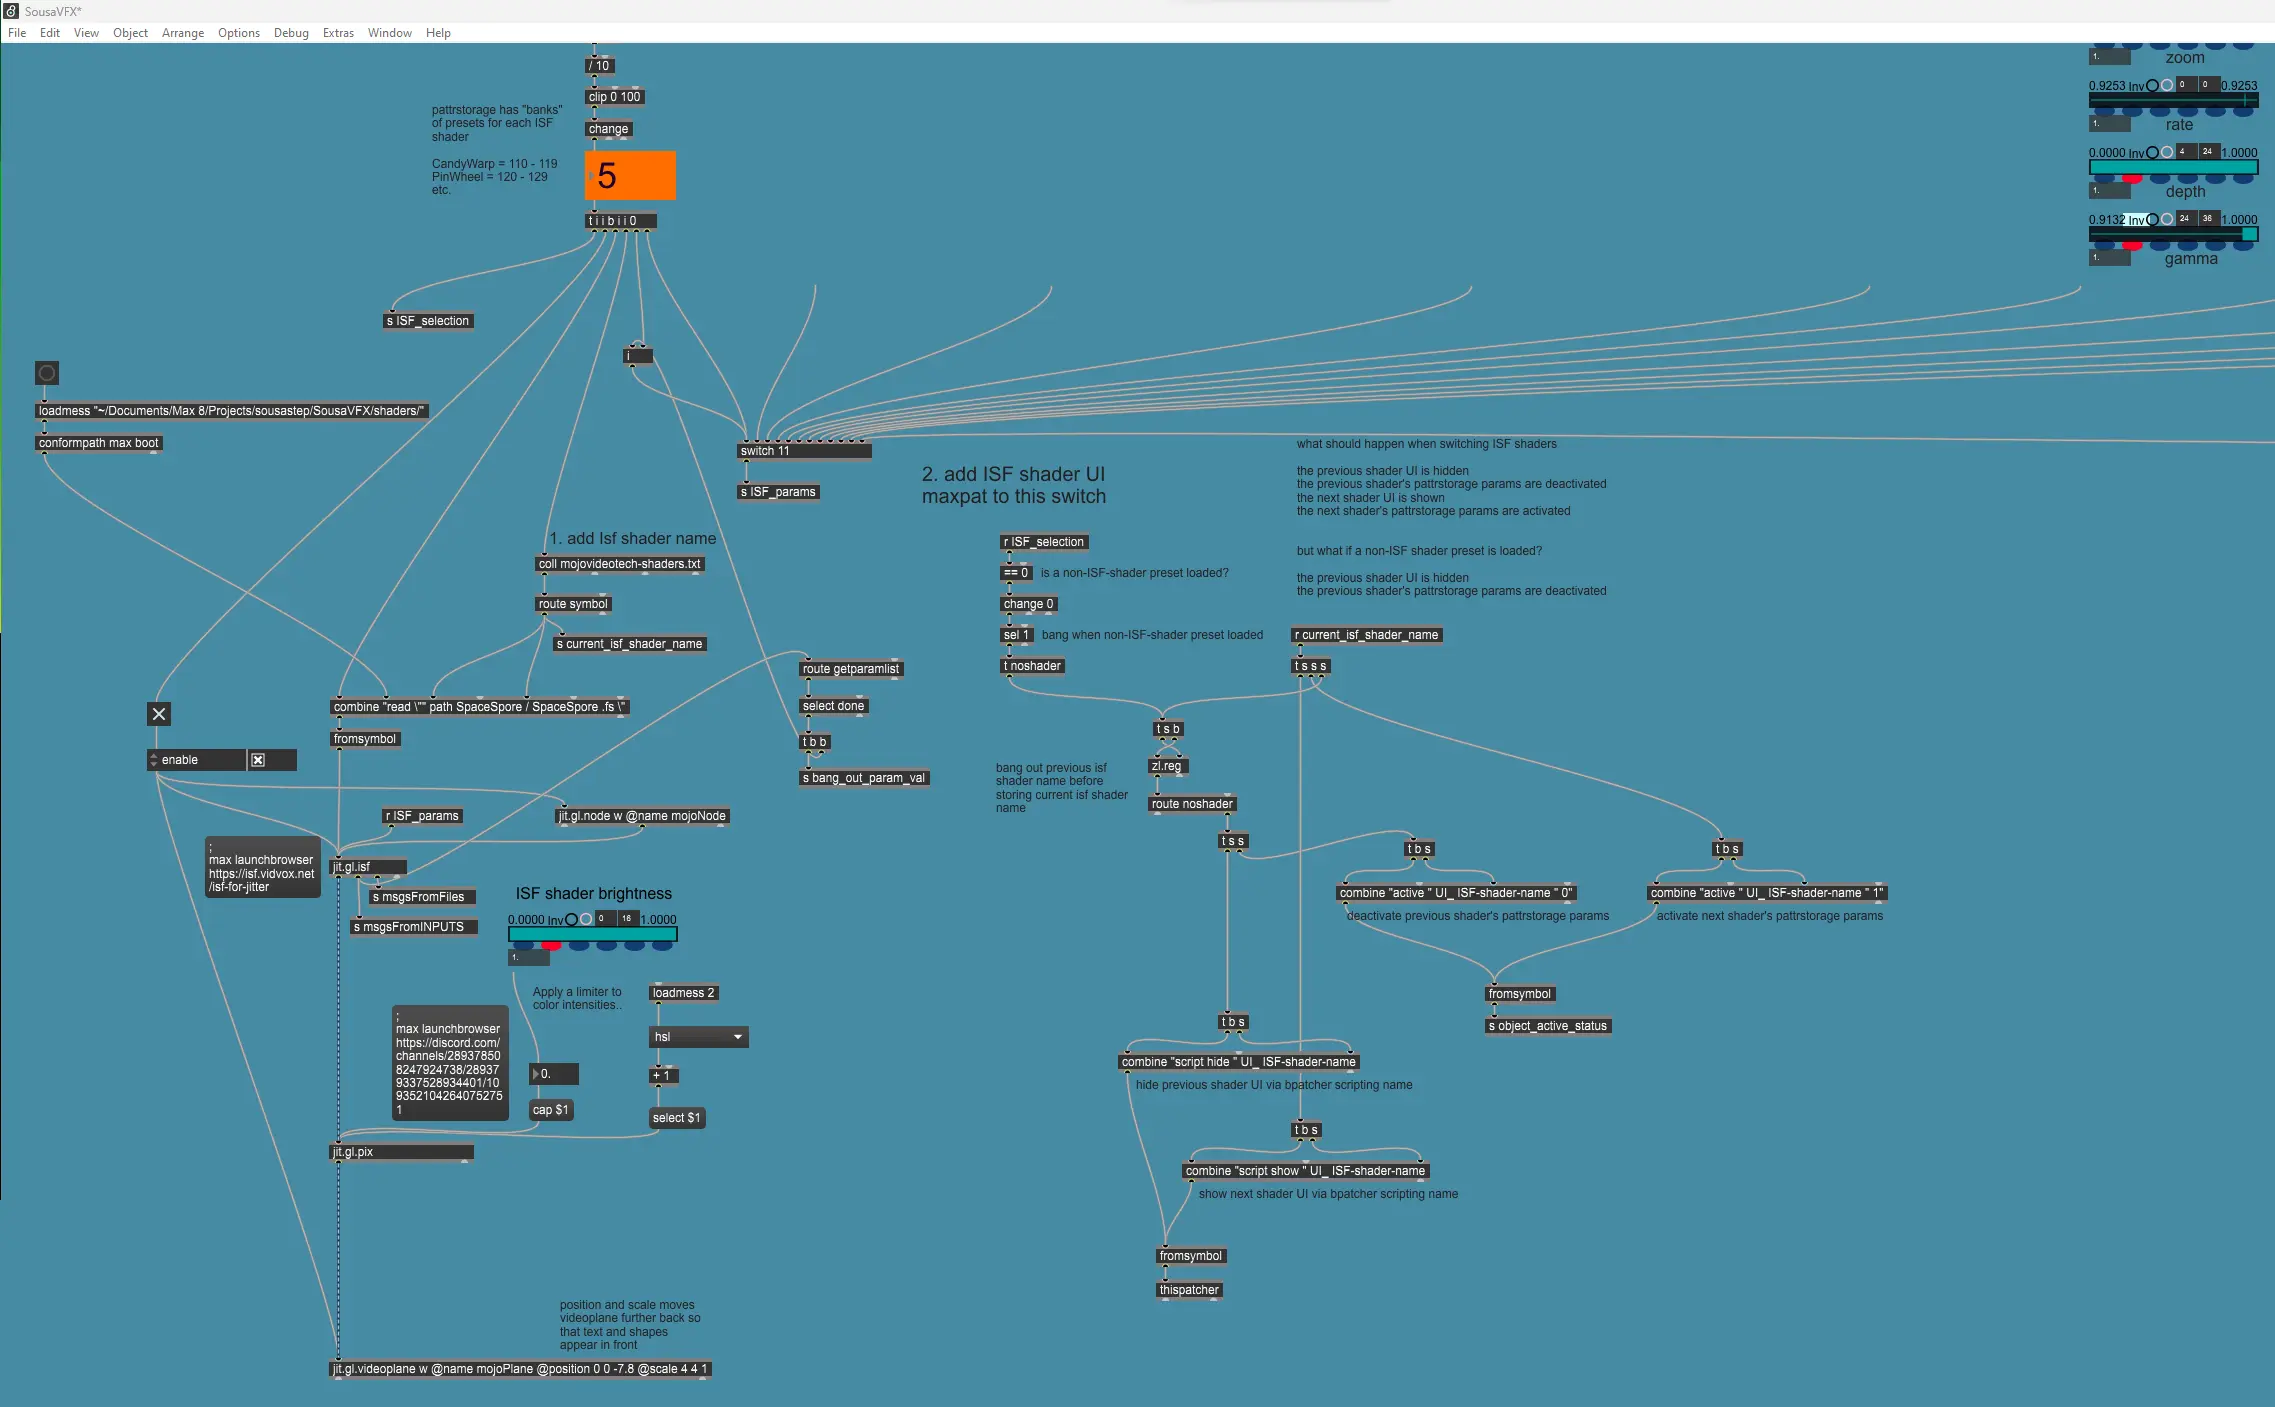 SousaVFX*
File Edit View Object Arrange Options Debug Extras Window Help
/ 10
clip 0 100
change
pattrstorage has "banks"
of presets for each ISF
shader
CandyWarp = 110 - 119
PinWheel = 120 - 129
etc.
5
t i i b i i 0
s ISF_selection
i
loadmess "~/Documents/Max 8/Projects/sousastep/SousaVFX/shaders/"
conformpath max boot
switch 11
s ISF_params
2. add ISF shader UI
maxpat to this switch
1. add Isf shader name
coll mojovideotech-shaders.txt
route symbol
s current_isf_shader_name
combine "read \"" path SpaceSpore / SpaceSpore .fs \"
fromsymbol
enable
route getparamlist
select done
t b b
s bang_out_param_val
r ISF_params
jit.gl.node w @name mojoNode
;
max launchbrowser
https://isf.vidvox.net
/isf-for-jitter
jit.gl.isf
s msgsFromFiles
s msgsFromINPUTS
ISF shader brightness
0.0000 Inv 0 16 1.0000
1.
Apply a limiter to
color intensities..
loadmess 2
hsl
+ 1
select $1
;
max launchbrowser
https://discord.com/
channels/28937850
8247924738/28937
9337528934401/10
9352104264075275
1
0.
cap $1
jit.gl.pix
position and scale moves
videoplane further back so
that text and shapes
appear in front
jit.gl.videoplane w @name mojoPlane @position 0 0 -7.8 @scale 4 4 1
r ISF_selection
== 0 is a non-ISF-shader preset loaded?
change 0
sel 1 bang when non-ISF-shader preset loaded
t noshader
what should happen when switching ISF shaders
the previous shader UI is hidden
the previous shader's pattrstorage params are deactivated
the next shader UI is shown
the next shader's pattrstorage params are activated
but what if a non-ISF shader preset is loaded?
the previous shader UI is hidden
the previous shader's pattrstorage params are deactivated
r current_isf_shader_name
t s s s
t s b
zl.reg
bang out previous isf
shader name before
storing current isf shader
name
route noshader
t s s
t b s
combine "active " UI_ ISF-shader-name " 0"
deactivate previous shader's pattrstorage params
t b s
combine "active " UI_ ISF-shader-name " 1"
activate next shader's pattrstorage params
fromsymbol
s object_active_status
t b s
combine "script hide " UI_ ISF-shader-name
hide previous shader UI via bpatcher scripting name
t b s
combine "script show " UI_ ISF-shader-name
show next shader UI via bpatcher scripting name
fromsymbol
thispatcher
1. zoom
0.9253 Inv 0 0 0.9253
1. rate
0.0000 Inv 4 24 1.0000
1. depth
0.9132 Inv 24 36 1.0000
1. gamma